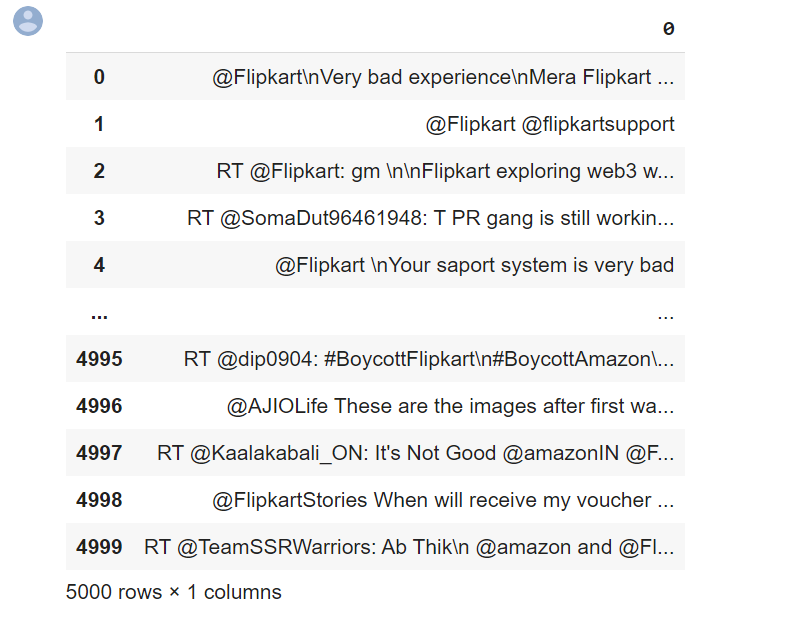 0
0 @Flipkart\nVery bad experience\nMera Flipkart ...
1 @Flipkart @flipkartsupport
2 RT @Flipkart: gm \n\nFlipkart exploring web3 w...
3 RT @SomaDut96461948: T PR gang is still workin...
4 @Flipkart \nYour saport system is very bad
... ...
4995 RT @dip0904: #BoycottFlipkart\n#BoycottAmazon\...
4996 @AJIOLife These are the images after first wa...
4997 RT @Kaalakabali_ON: It's Not Good @amazonIN @F...
4998 @FlipkartStories When will receive my voucher ...
4999 RT @TeamSSRWarriors: Ab Thik\n @amazon and @Fl...
5000 rows × 1 columns